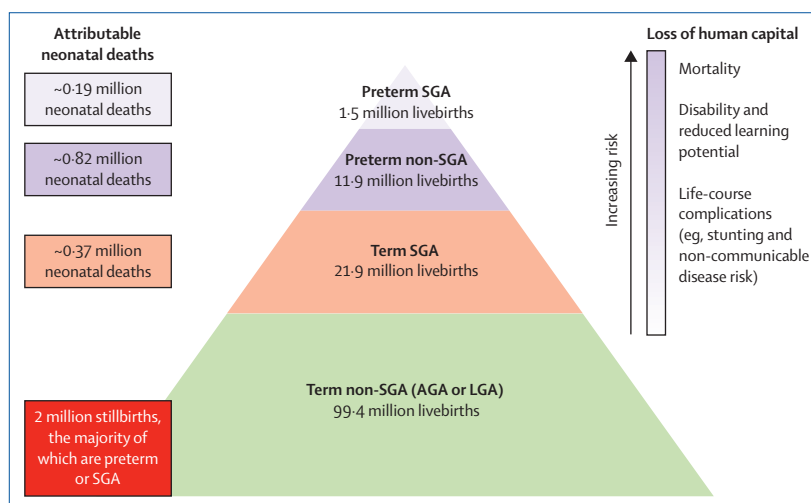 Attributable
neonatal deaths
~0·19 million
neonatal deaths
~0·82 million
neonatal deaths
~0·37 million
neonatal deaths
2 million stillbirths,
the majority of
which are preterm
or SGA
Preterm SGA
1·5 million livebirths
Preterm non-SGA
11·9 million livebirths
Term SGA
21·9 million livebirths
Term non-SGA (AGA or LGA)
99·4 million livebirths
Increasing risk
Loss of human capital
Mortality
Disability and
reduced learning
potential
Life-course
complications
(eg, stunting and
non-communicable
disease risk)